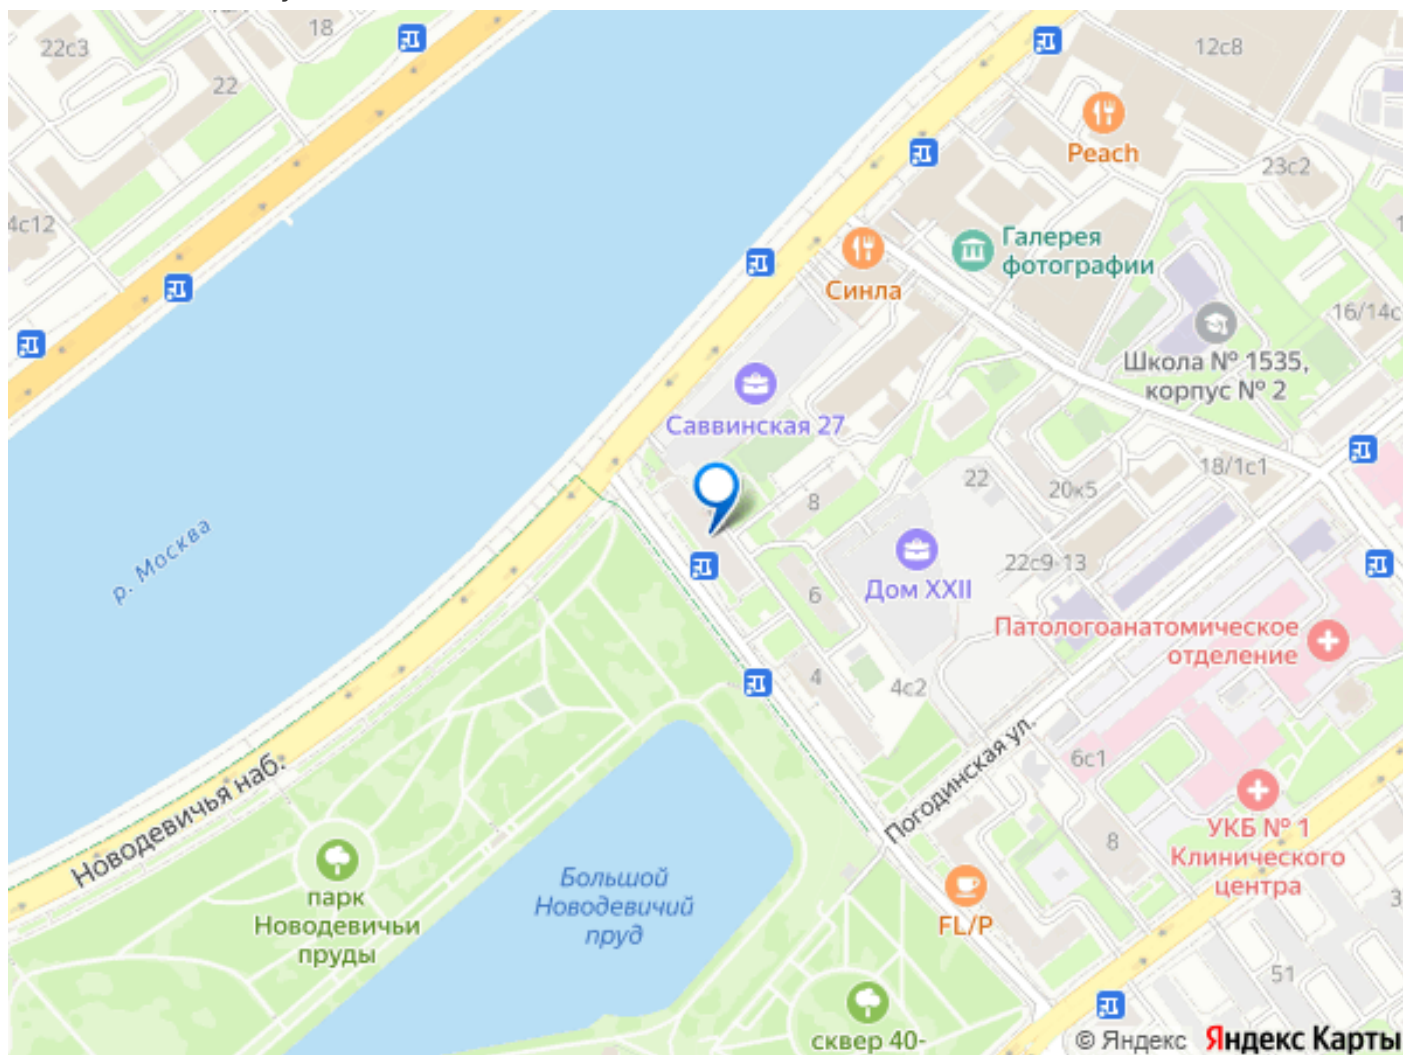 18
22с3
22
12с8
Peach
23с2
4с12
Галерея
фотографии
Синла
16/14с
Школа № 1535,
корпус № 2
Саввинская 27
18/1с1
22
20к5
8
р. Москва
22с9-13
Дом XXII
6
Патологоанатомическое
отделение
4
4с2
Погодинская ул.
6с1
Новодевичья наб.
УКБ № 1
Клинического
центра
8
парк
Новодевичьи
пруды
Большой
Новодевичий
пруд
FL/P
51
сквер 40-
© Яндекс Яндекс Карты